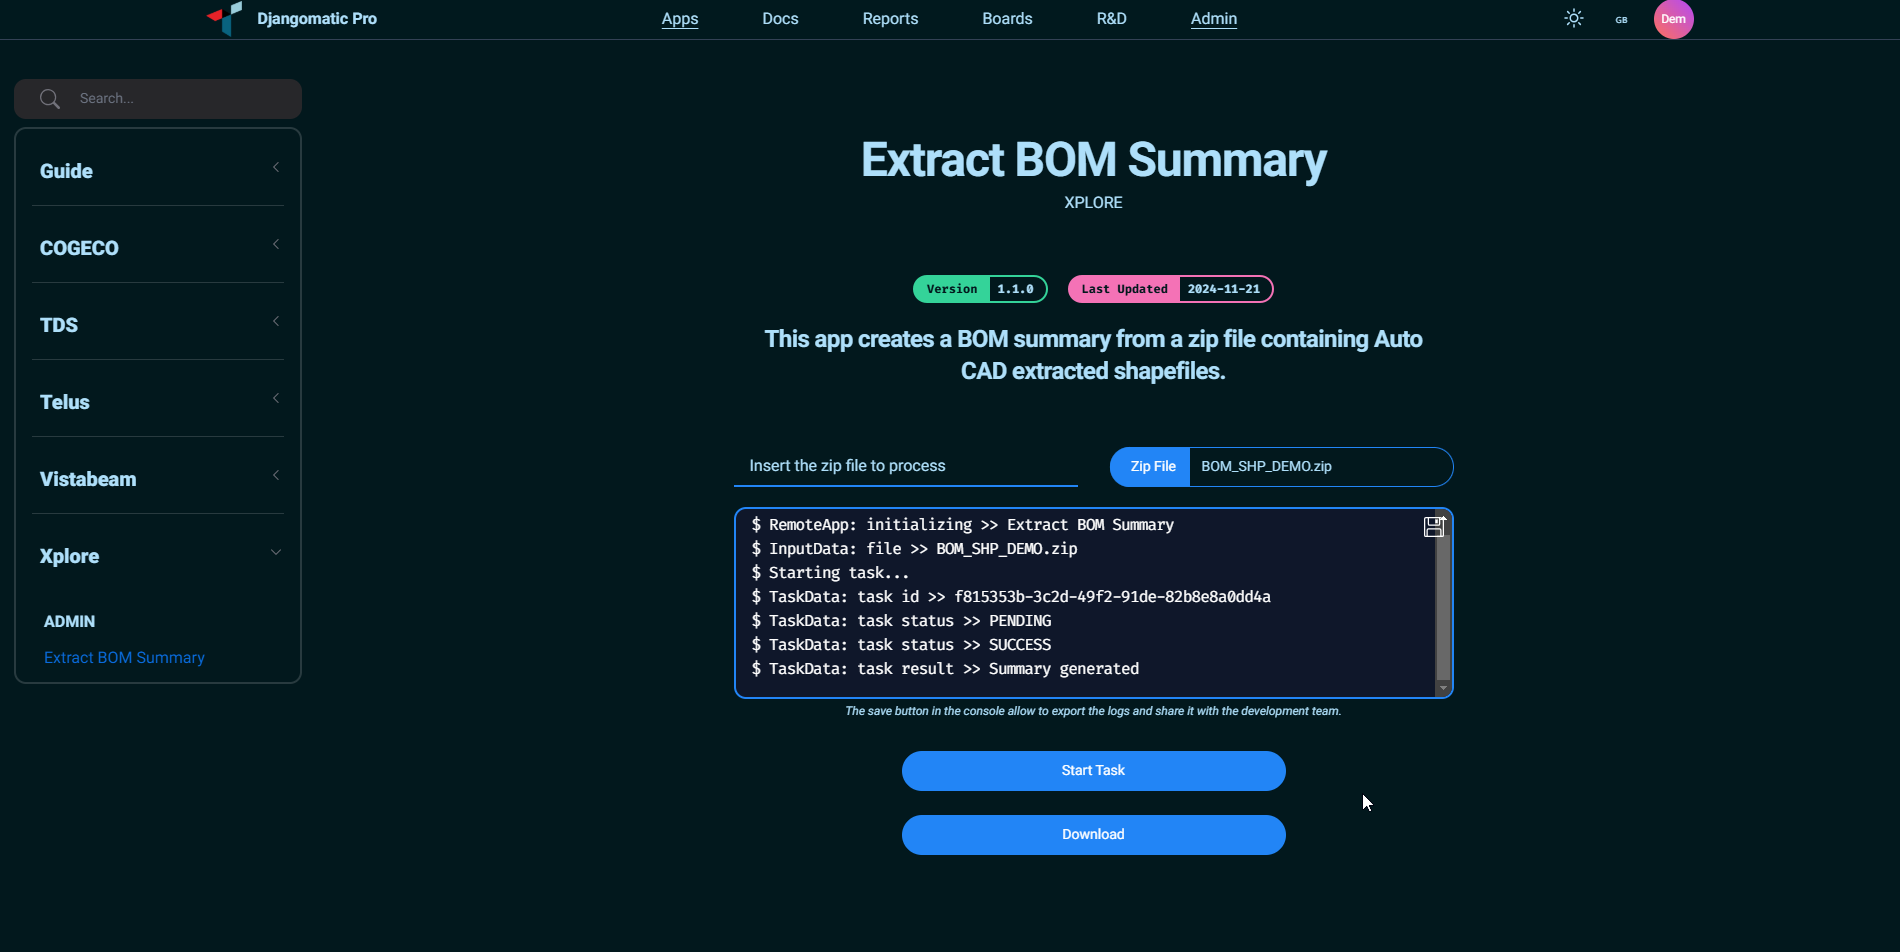 Djangomatic Pro
Apps
Docs
Reports
Boards
R&D
Admin
GB
Dem
Search...
Guide
COGECO
TDS
Telus
Vistabeam
Xplore
ADMIN
Extract BOM Summary
Extract BOM Summary
XPLORE
Version 1.1.0
Last Updated 2024-11-21
This app creates a BOM summary from a zip file containing Auto
CAD extracted shapefiles.
Insert the zip file to process
Zip File BOM_SHP_DEMO.zip
$ RemoteApp: initializing >> Extract BOM Summary
$ InputData: file >> BOM_SHP_DEMO.zip
$ Starting task...
$ TaskData: task id >> f815353b-3c2d-49f2-91de-82b8e8a0dd4a
$ TaskData: task status >> PENDING
$ TaskData: task status >> SUCCESS
$ TaskData: task result >> Summary generated
The save button in the console allow to export the logs and share it with the development team.
Start Task
Download